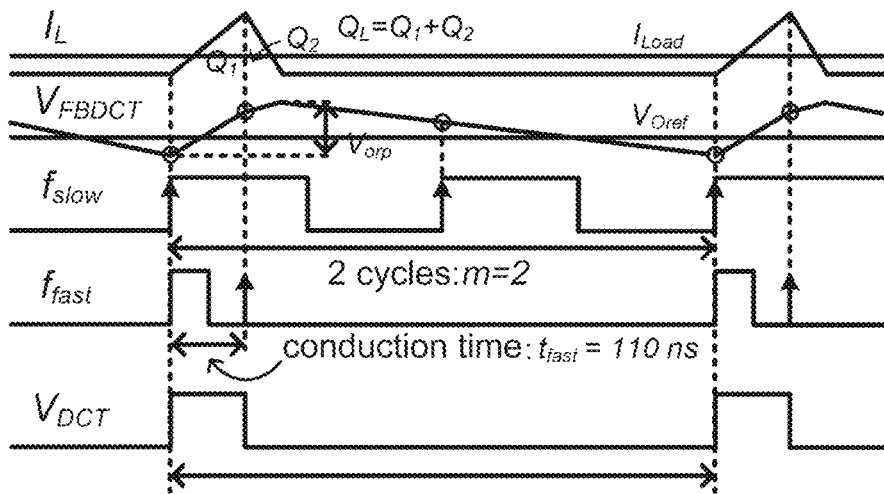 I_L
Q_1
Q_2
Q_L=Q_1+Q_2
I_Load
V_FBDCT
V_orp
V_Oref
f_slow
2 cycles:m=2
f_fast
conduction time: t_fast = 110 ns
V_DCT